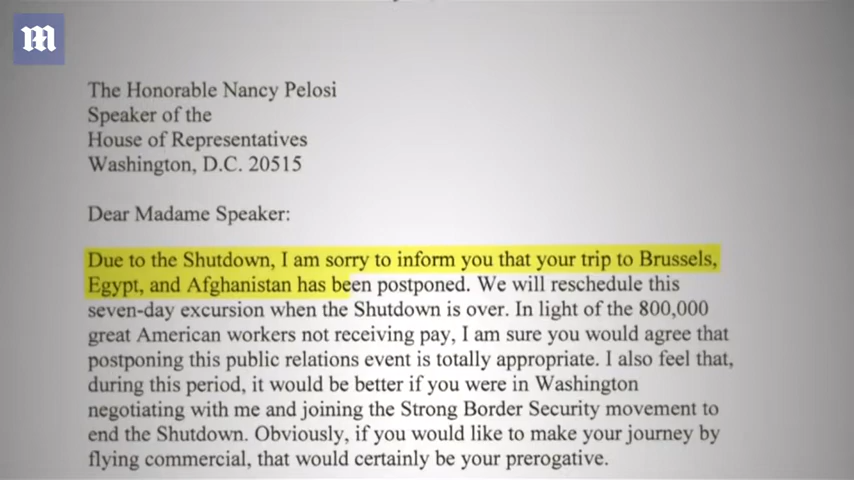 m
The Honorable Nancy Pelosi
Speaker of the
House of Representatives
Washington, D.C. 20515
Dear Madame Speaker:
Due to the Shutdown, I am sorry to inform you that your trip to Brussels,
Egypt, and Afghanistan has been postponed. We will reschedule this
seven-day excursion when the Shutdown is over. In light of the 800,000
great American workers not receiving pay, I am sure you would agree that
postponing this public relations event is totally appropriate. I also feel that,
during this period, it would be better if you were in Washington
negotiating with me and joining the Strong Border Security movement to
end the Shutdown. Obviously, if you would like to make your journey by
flying commercial, that would certainly be your prerogative.